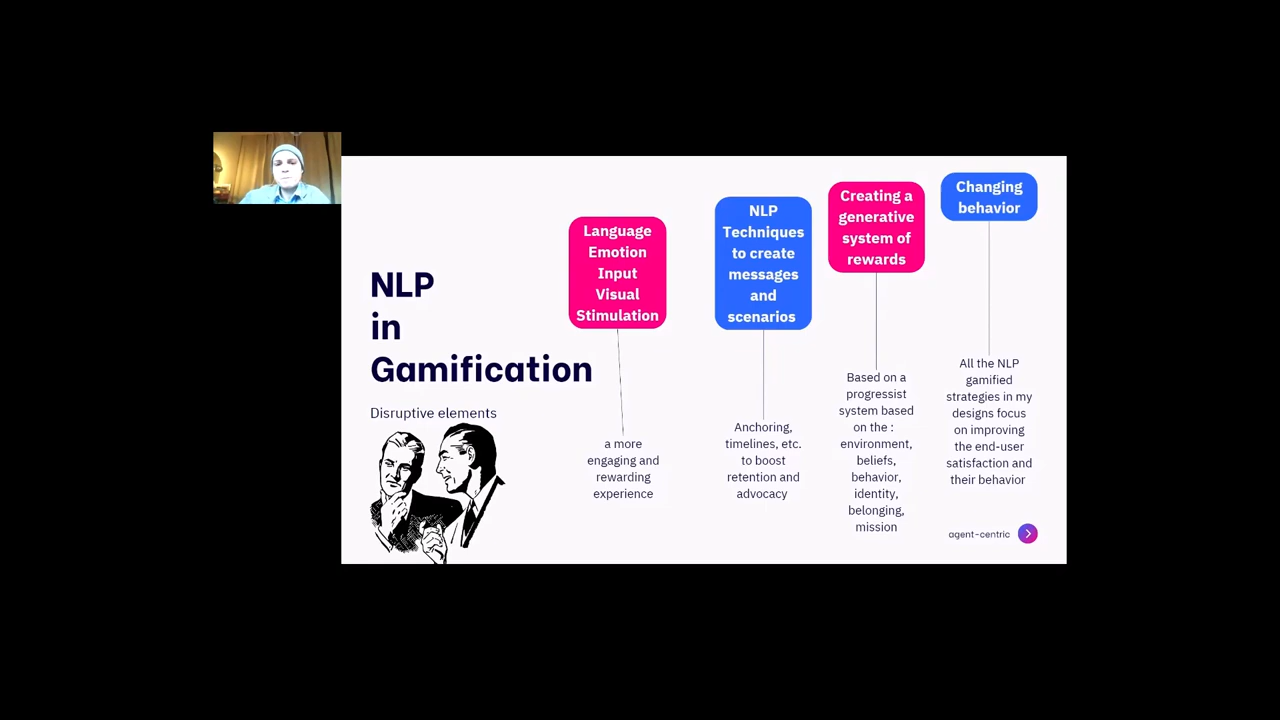 NLP
in
Gamification
Disruptive elements
Language
Emotion
Input
Visual
Stimulation
a more
engaging and
rewarding
experience
NLP
Techniques
to create
messages
and
scenarios
Anchoring,
timelines, etc.
to boost
retention and
advocacy
Creating a
generative
system of
rewards
Based on a
progressist
system based
on the :
environment,
beliefs,
behavior,
identity,
belonging,
mission
Changing
behavior
All the NLP
gamified
strategies in my
designs focus
on improving
the end-user
satisfaction and
their behavior
agent-centric